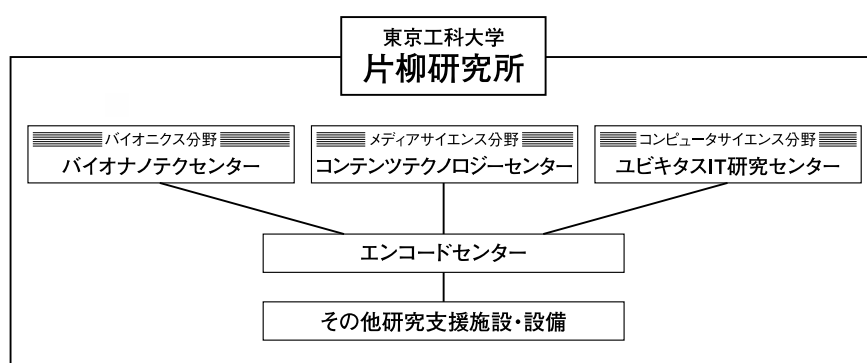 東京工科大学
片柳研究所
バイオニクス分野
バイオナノテクセンター
メディアサイエンス分野
コンテンツテクノロジーセンター
コンピュータサイエンス分野
ユビキタスIT研究センター
エンコードセンター
その他研究支援施設・設備